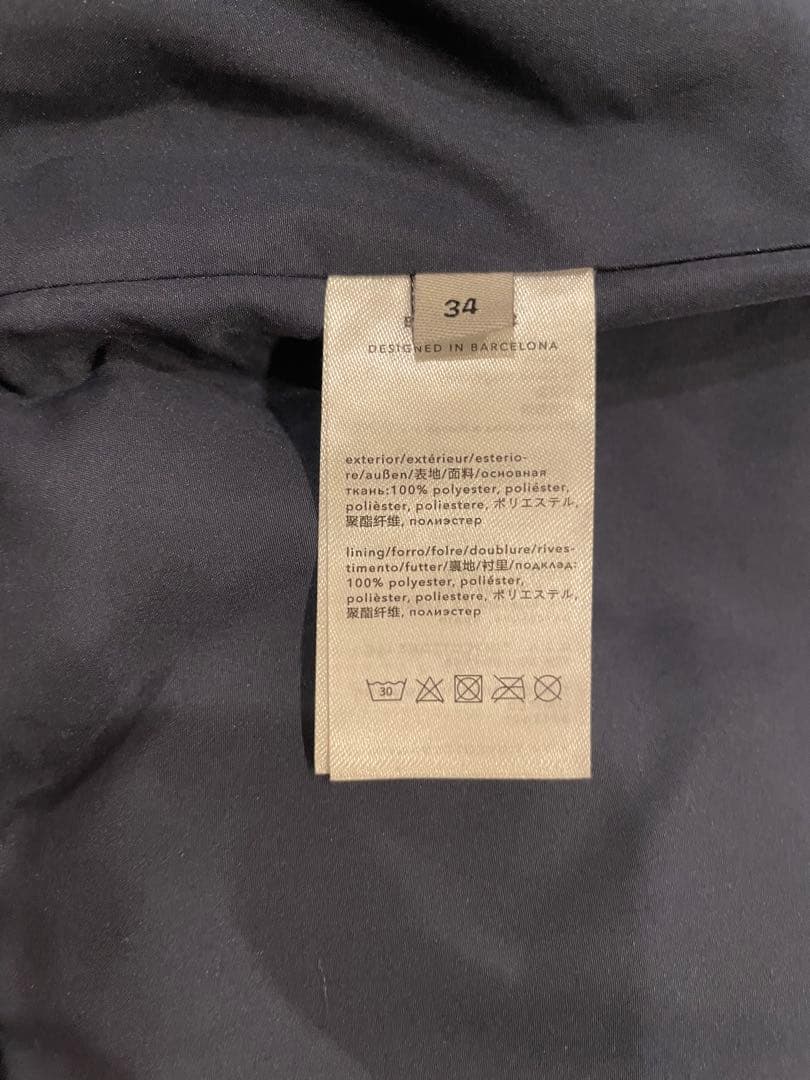 34
DESIGNED IN BARCELONA
exterior/extérieur/esterio-
re/außen/表地/面料/основная
ткань:100% polyester, poliéster,
polièster, poliestere, ポリエステル,
聚酯纤维, полиэстер
lining/forro/folre/doublure/rives-
timento/futter/裏地/衬里/подклад:
100% polyester, poliéster,
polièster, poliestere, ポリエステル,
聚酯纤维, полиэстер
30